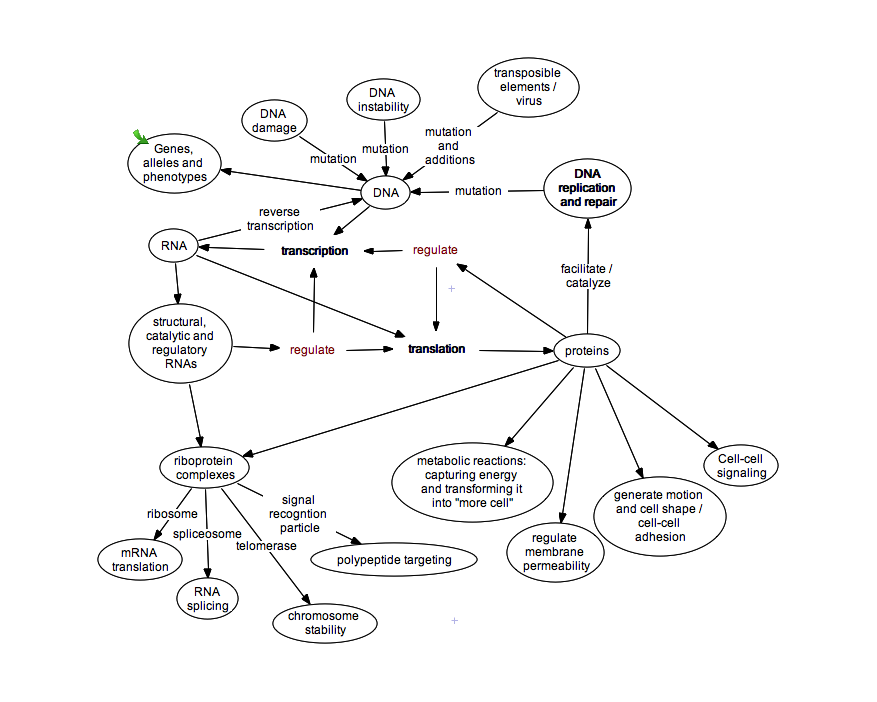 transposible
elements /
virus
DNA
instability
DNA
damage
mutation
and
additions
mutation
mutation
Genes,
alleles and
phenotypes
DNA
replication
and repair
DNA
mutation
reverse
transcription
RNA
transcription
regulate
facilitate /
catalyze
structural,
catalytic and
regulatory
RNAs
regulate
translation
proteins
riboprotein
complexes
metabolic reactions:
capturing energy
and transforming it
into "more cell"
Cell-cell
signaling
generate motion
and cell shape /
cell-cell
adhesion
signal
recogntion
particle
ribosome
spliceosome
telomerase
regulate
membrane
permeability
mRNA
translation
polypeptide targeting
RNA
splicing
chromosome
stability